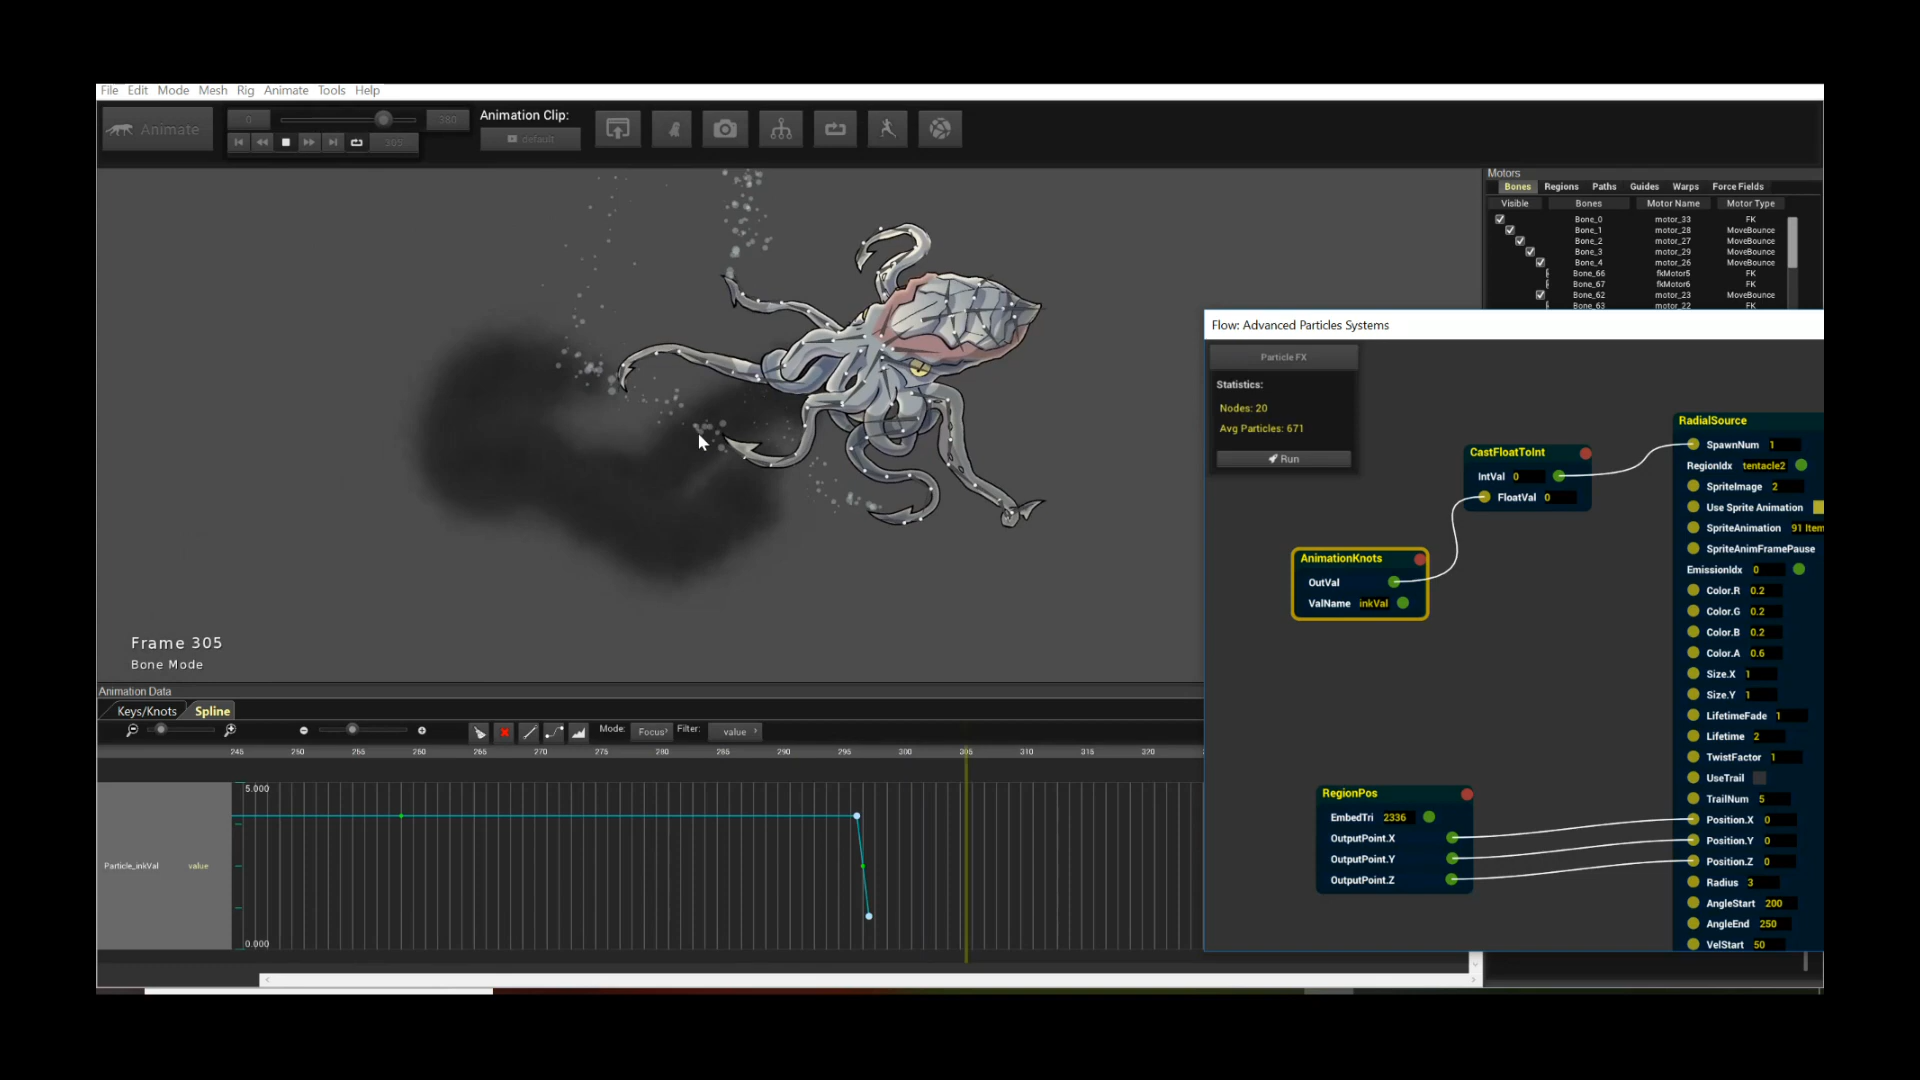 File Edit Mode Mesh Rig Animate Tools Help
Animate
0 380
305
Animation Clip:
default
Motors
Bones Regions Paths Guides Warps Force Fields
Visible Bones Motor Name Motor Type
Bone_0 motor_33 FK
Bone_1 motor_28 MoveBounce
Bone_2 motor_27 MoveBounce
Bone_3 motor_29 MoveBounce
Bone_4 motor_26 MoveBounce
Bone_66 fkMotor5 FK
Bone_67 fkMotor6 FK
Bone_62 motor_23 MoveBounce
Bone_63 motor_22 FK
Flow: Advanced Particles Systems
Particle FX
Statistics:
Nodes: 20
Avg Particles: 671
Run
CastFloatToInt
IntVal 0
FloatVal 0
AnimationKnots
OutVal
ValName inkVal
RegionPos
EmbedTri 2336
OutputPoint.X
OutputPoint.Y
OutputPoint.Z
RadialSource
SpawnNum 1
RegionIdx tentacle2
SpriteImage 2
Use Sprite Animation
SpriteAnimation 91 Item
SpriteAnimFramePause
EmissionIdx 0
Color.R 0.2
Color.G 0.2
Color.B 0.2
Color.A 0.6
Size.X 1
Size.Y 1
LifetimeFade 1
Lifetime 2
TwistFactor 1
UseTrail
TrailNum 5
Position.X 0
Position.Y 0
Position.Z 0
Radius 3
AngleStart 200
AngleEnd 250
VelStart 50
Frame 305
Bone Mode
Animation Data
Keys/Knots Spline
Mode: Focus Filter: value
245 250 255 260 265 270 275 280 285 290 295 300 305 310 315 320
5.000
Particle_inkVal value
0.000